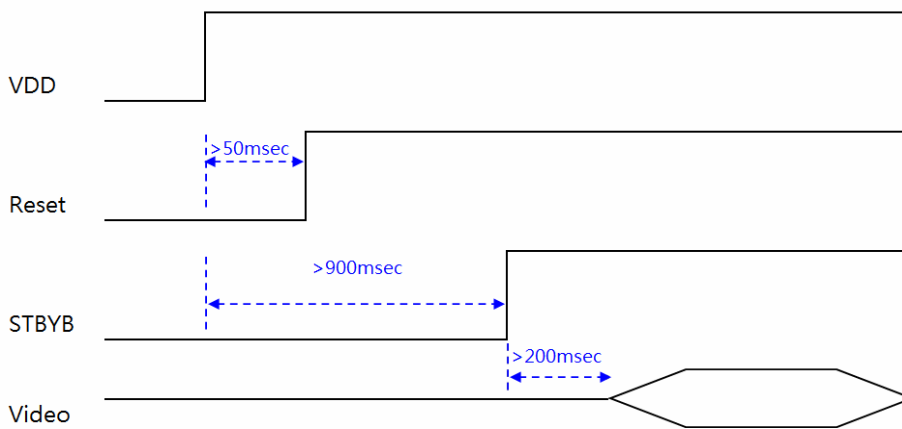 VDD
>50msec
Reset
>900msec
STBYB
>200msec
Video